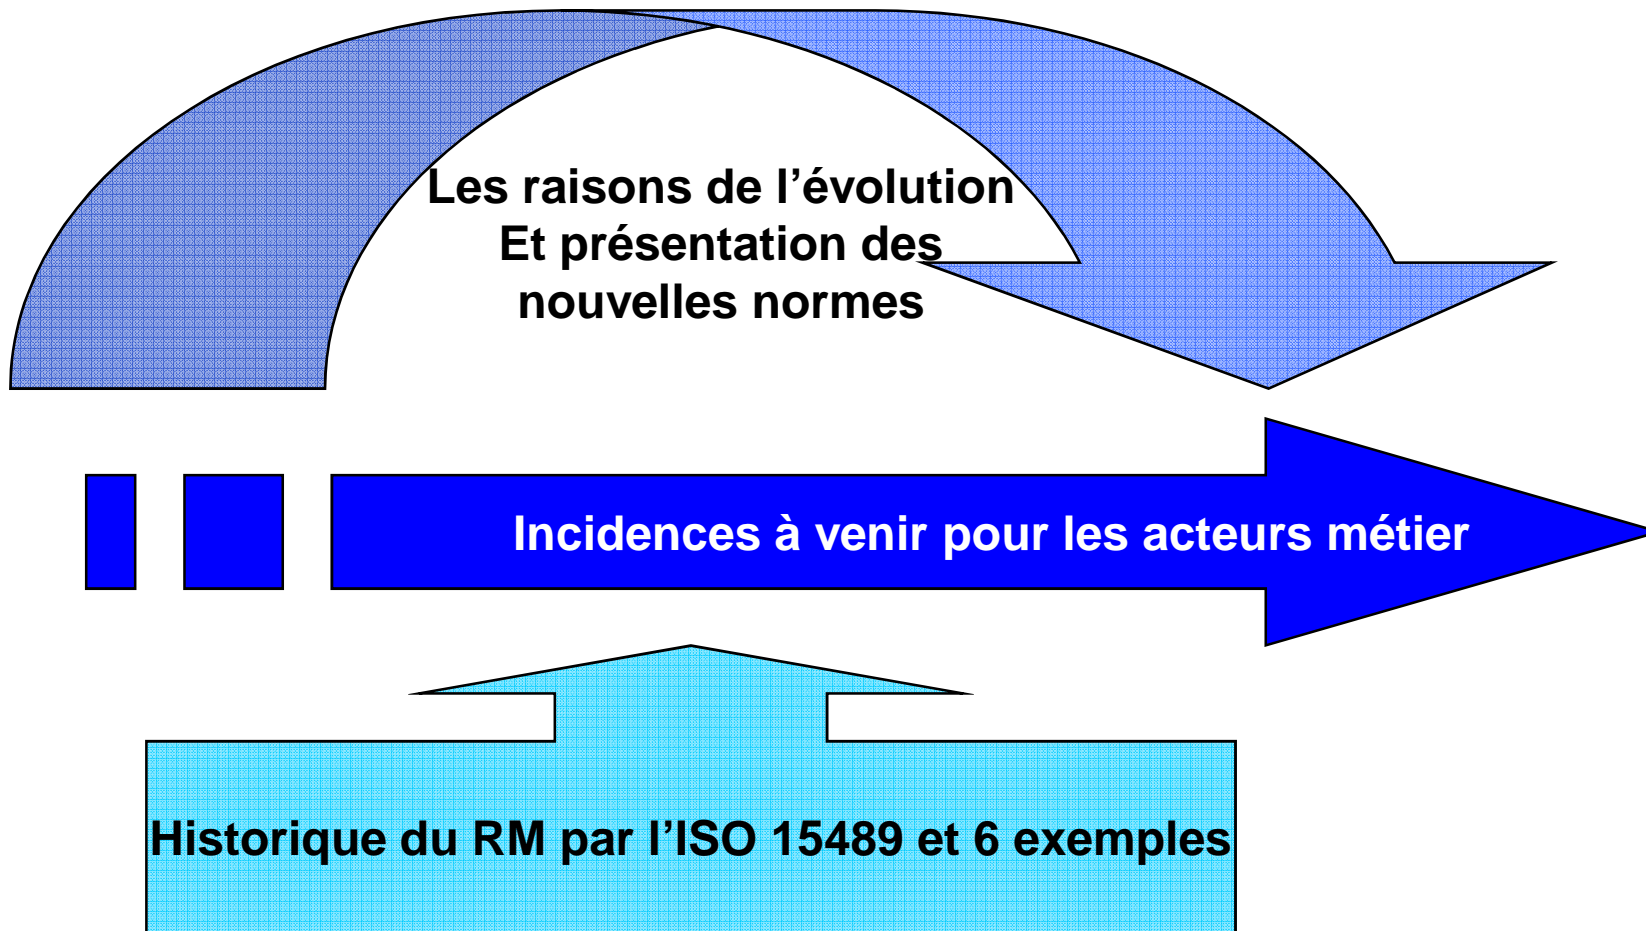 Les raisons de l’évolution
Et présentation des
nouvelles normes
Incidences à venir pour les acteurs métier
Historique du RM par l’ISO 15489 et 6 exemples